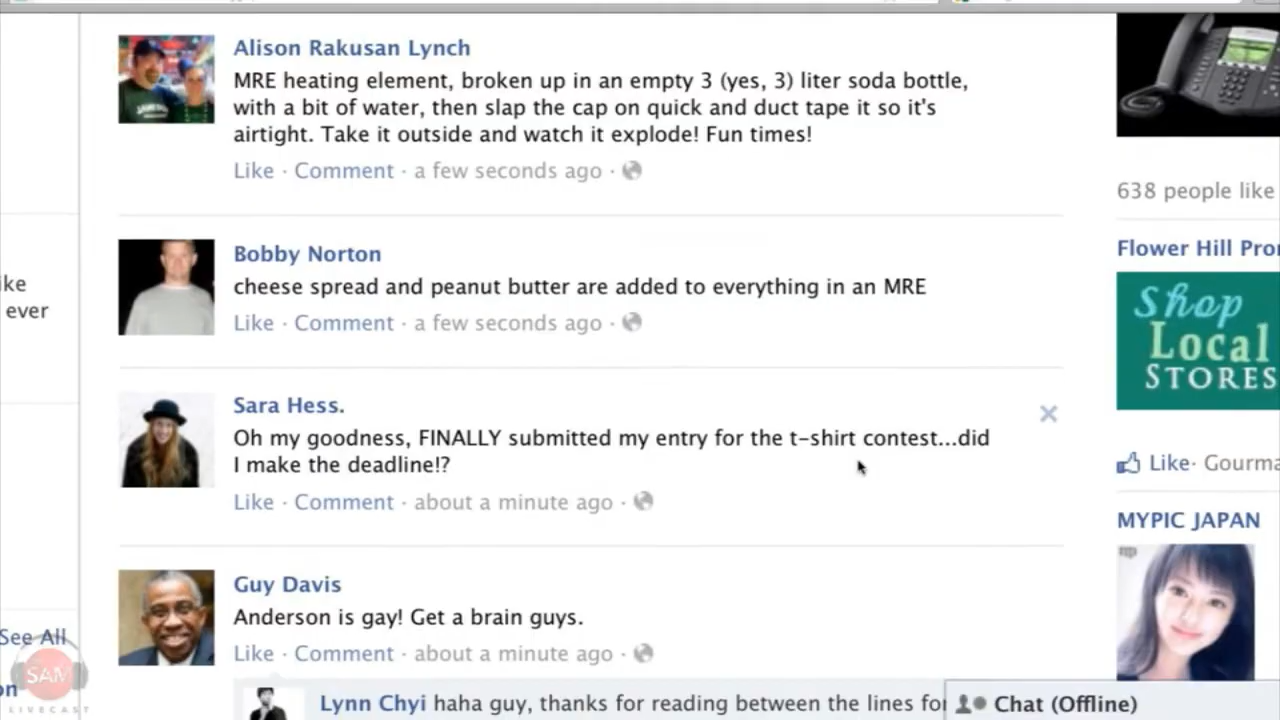 Alison Rakusan Lynch
MRE heating element, broken up in an empty 3 (yes, 3) liter soda bottle,
with a bit of water, then slap the cap on quick and duct tape it so it's
airtight. Take it outside and watch it explode! Fun times!
Like · Comment · a few seconds ago ·
638 people like
Bobby Norton
cheese spread and peanut butter are added to everything in an MRE
Like · Comment · a few seconds ago ·
Flower Hill Pro
Shop
Local
STORES
ike
ever
Sara Hess.
Oh my goodness, FINALLY submitted my entry for the t-shirt contest...did
I make the deadline!?
Like · Comment · about a minute ago ·
Like· Gourma
MYPIC JAPAN
Guy Davis
Anderson is gay! Get a brain guys.
Like · Comment · about a minute ago ·
See All
SAM
LIVECAST
on
Lynn Chyi haha guy, thanks for reading between the lines for
Chat (Offline)